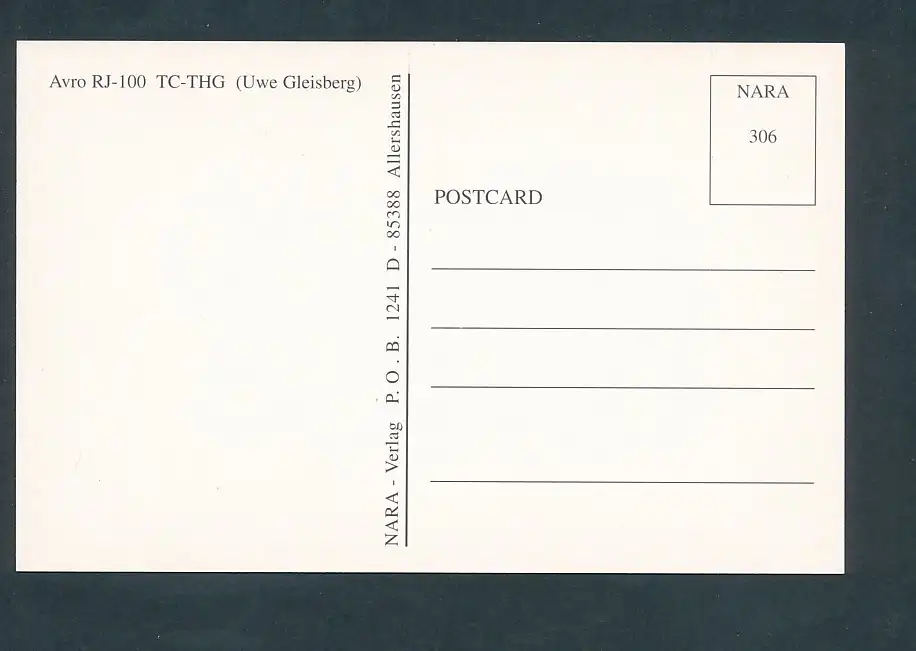 Avro RJ-100 TC-THG (Uwe Gleisberg)
NARA - Verlag P. O . B. 1241 D - 85388 Allershausen
NARA
306
POSTCARD